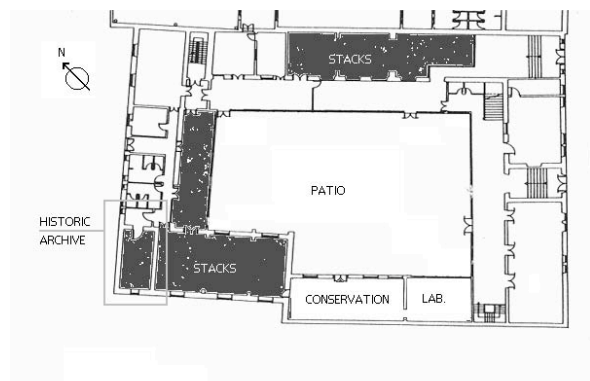 N
STACKS
PATIO
HISTORIC
ARCHIVE
STACKS
CONSERVATION
LAB.